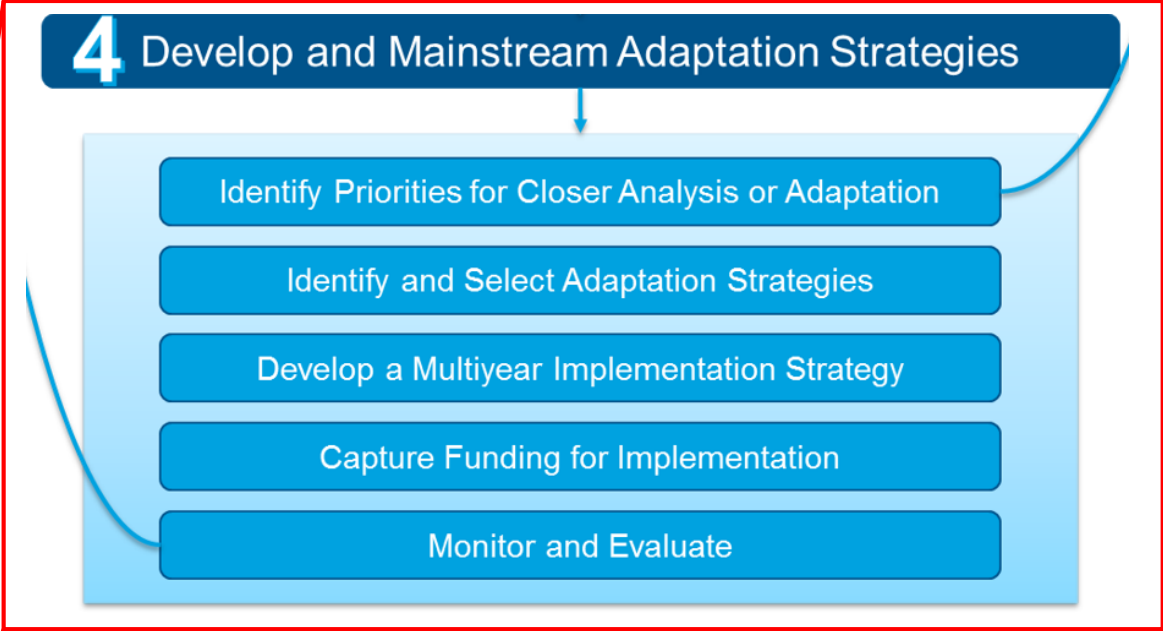 4 Develop and Mainstream Adaptation Strategies
Identify Priorities for Closer Analysis or Adaptation
Identify and Select Adaptation Strategies
Develop a Multiyear Implementation Strategy
Capture Funding for Implementation
Monitor and Evaluate